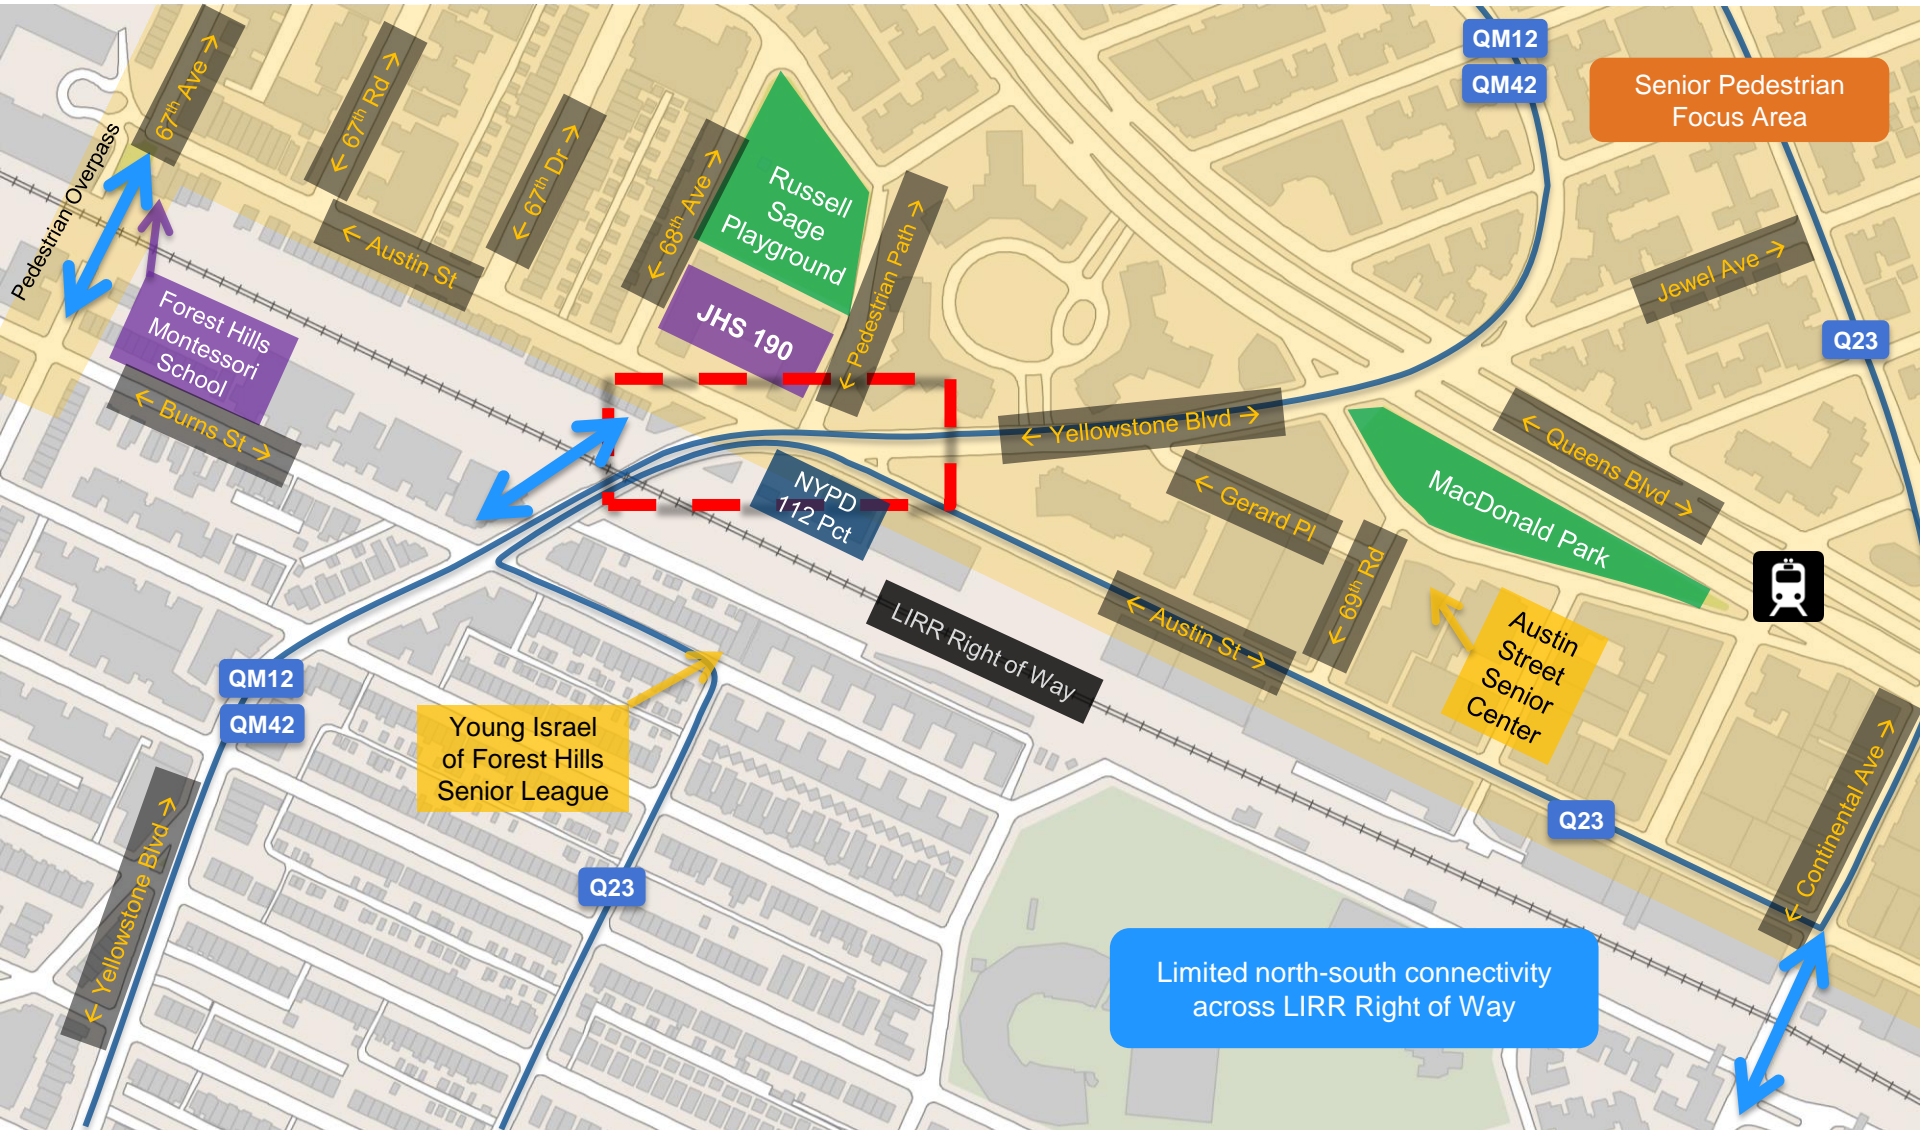 QM12
QM42
Senior Pedestrian
Focus Area
67th Ave →
← 67th Rd →
← 67th Dr →
← 68th Ave →
Russell
Sage
Playground
← Pedestrian Path →
Pedestrian Overpass
← Austin St
Jewel Ave →
Q23
Forest Hills
Montessori
School
JHS 190
← Burns St →
← Yellowstone Blvd →
← Queens Blvd →
MacDonald Park
← Gerard Pl
NYPD
112 Pct
← 69th Rd
← Austin St →
LIRR Right of Way
Austin
Street
Senior
Center
QM12
QM42
Young Israel
of Forest Hills
Senior League
← Yellowstone Blvd →
Q23
Q23
← Continental Ave →
Limited north-south connectivity
across LIRR Right of Way